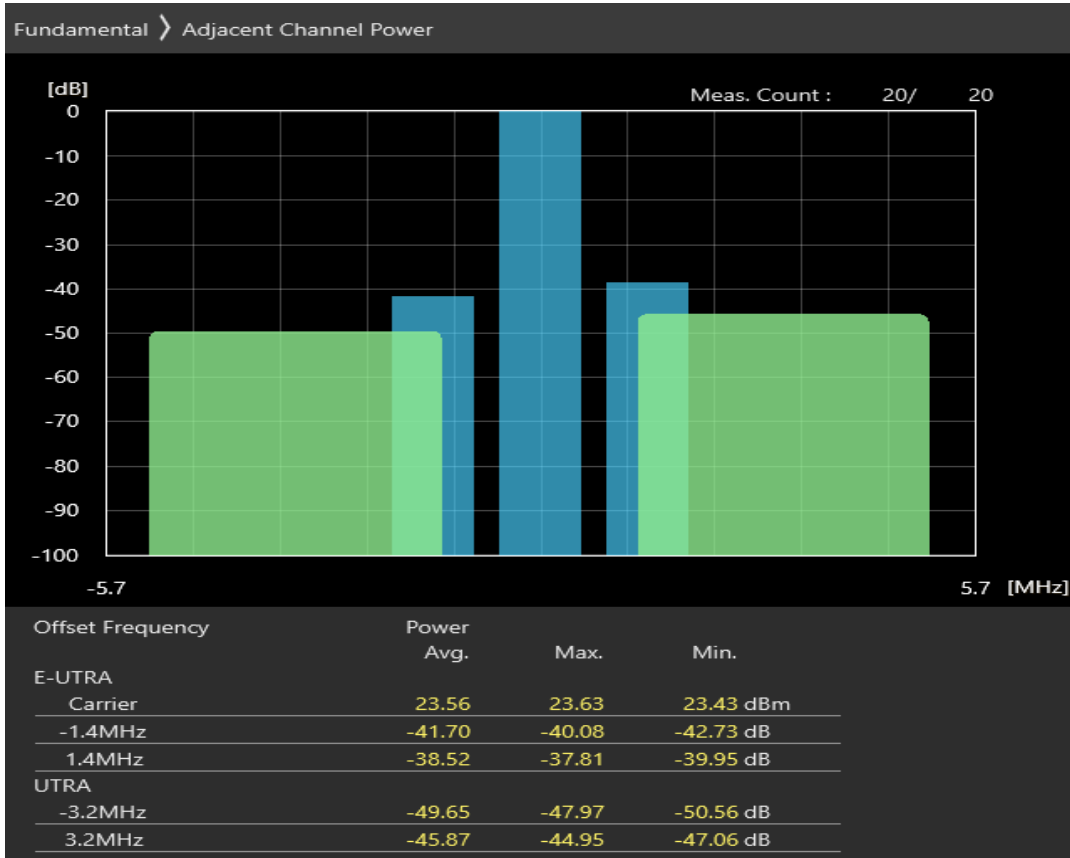 Fundamental 》 Adjacent Channel Power
[dB]
Meas. Count : 20/ 20
0
-10
-20
-30
-40
-50
-60
-70
-80
-90
-100
-5.7 5.7 [MHz]
Offset Frequency Power
Avg. Max. Min.
E-UTRA
Carrier 23.56 23.63 23.43 dBm
-1.4MHz -41.70 -40.08 -42.73 dB
1.4MHz -38.52 -37.81 -39.95 dB
UTRA
-3.2MHz -49.65 -47.97 -50.56 dB
3.2MHz -45.87 -44.95 -47.06 dB